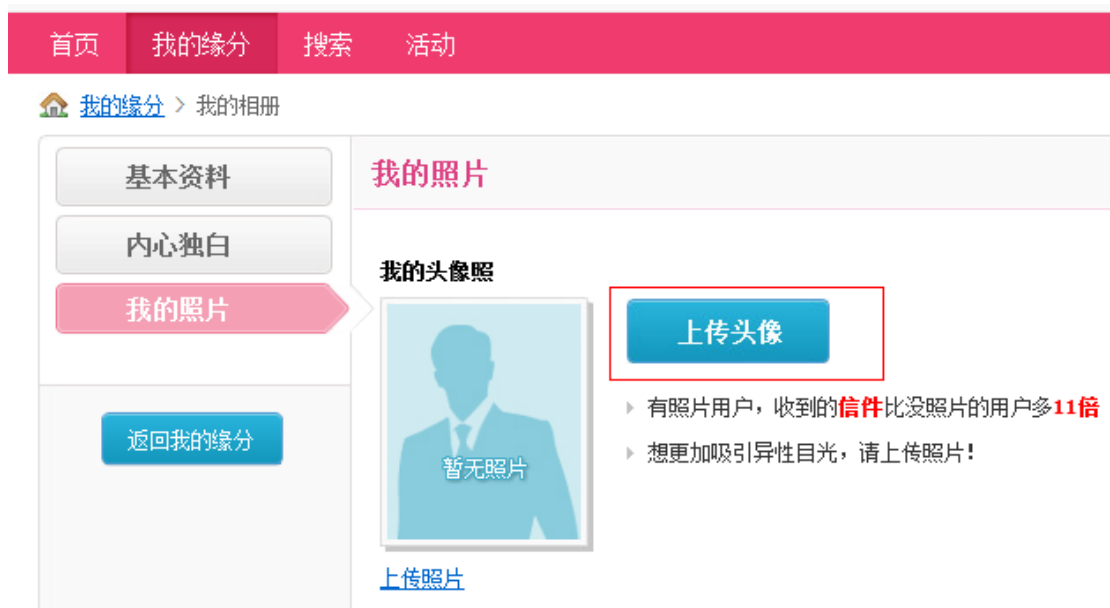 首页 我的缘分 搜索 活动
我的缘分 > 我的相册
基本资料
内心独白
我的照片
返回我的缘分
我的照片
我的头像照
暂无照片
上传照片
上传头像
有照片用户，收到的信件比没照片的用户多11倍
想更加吸引异性目光，请上传照片!